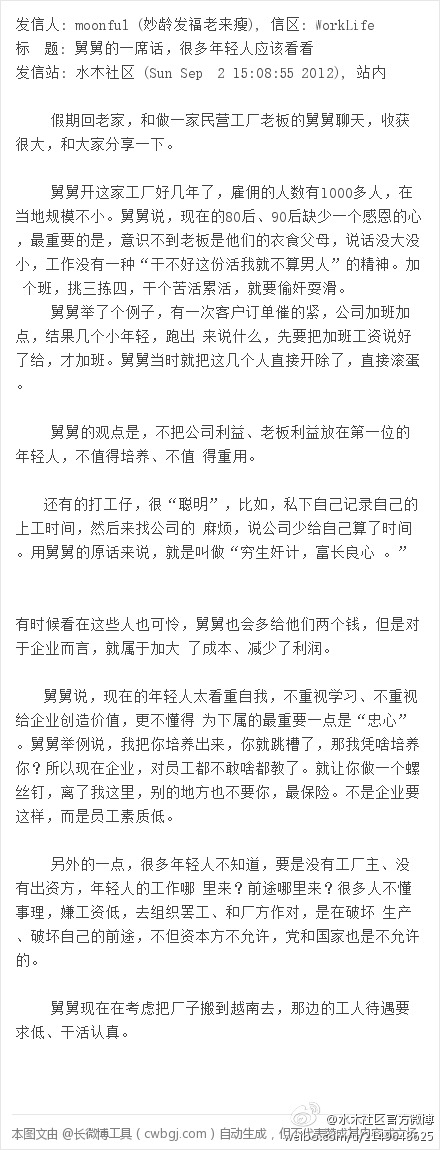 发信人: moonful (妙龄发福老来瘦), 信区: WorkLife
标　题: 舅舅的一席话，很多年轻人应该看看
发信站: 水木社区 (Sun Sep  2 15:08:55 2012), 站内
假期回老家，和做一家民营工厂老板的舅舅聊天，收获
很大，和大家分享一下。
舅舅开这家工厂好几年了，雇佣的人数有1000多人，在
当地规模不小。舅舅说，现在的80后、90后缺少一个感恩的心
，最重要的是，意识不到老板是他们的衣食父母，说话没大没
小，工作没有一种“干不好这份活我就不算男人”的精神。加
个班，挑三拣四，干个苦活累活，就要偷奸耍滑。
舅舅举了个例子，有一次客户订单催的紧，公司加班加
点，结果几个小年轻，跑出 来说什么，先要把加班工资说好
了给，才加班。舅舅当时就把这几个人直接开除了，直接滚蛋
。
舅舅的观点是，不把公司利益、老板利益放在第一位的
年轻人，不值得培养、不值 得重用。
还有的打工仔，很“聪明”，比如，私下自己记录自己的
上工时间，然后来找公司的 麻烦，说公司少给自己算了时间
。用舅舅的原话来说，就是叫做“穷生奸计，富长良心 。”
有时候看在这些人也可怜，舅舅也会多给他们两个钱，但是对
于企业而言，就属于加大 了成本、减少了利润。
舅舅说，现在的年轻人太看重自我，不重视学习、不重视
给企业创造价值，更不懂得 为下属的最重要一点是“忠心”
。舅舅举例说，我把你培养出来，你就跳槽了，那我凭啥培养
你？所以现在企业，对员工都不敢啥都教了。就让你做一个螺
丝钉，离了我这里，别的地方也不要你，最保险。不是企业要
这样，而是员工素质低。
另外的一点，很多年轻人不知道，要是没有工厂主、没
有出资方，年轻人的工作哪 里来？前途哪里来？很多人不懂
事理，嫌工资低，去组织罢工、和厂方作对，是在破坏 生产
、破坏自己的前途，不但资本方不允许，党和国家也是不允许
的。
舅舅现在在考虑把厂子搬到越南去，那边的工人待遇要
求低、干活认真。
@水木社区官方微博
本图文由 @长微博工具（cwbgj.com）自动生成，但不代表赞成其内容或立场
weibo.com/u/2149048625